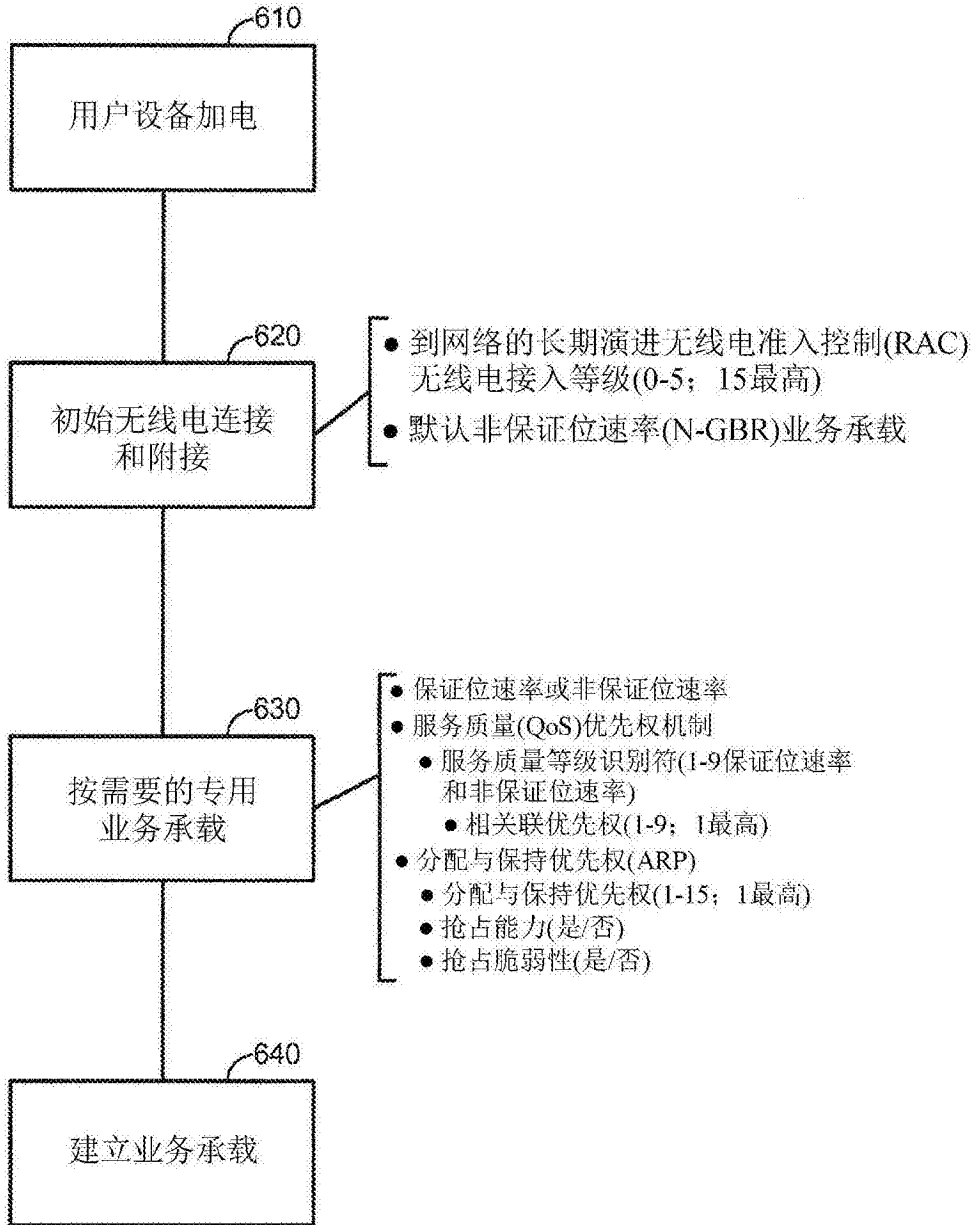 610
用户设备加电
620
初始无线电连接
和附接
● 到网络的长期演进无线电准入控制(RAC)
无线电接入等级(0-5；15最高)
● 默认非保证位速率(N-GBR)业务承载
630
按需要的专用
业务承载
● 保证位速率或非保证位速率
● 服务质量(QoS)优先权机制
● 服务质量等级识别符(1-9保证位速率
和非保证位速率)
● 相关联优先权(1-9；1最高)
● 分配与保持优先权(ARP)
● 分配与保持优先权(1-15；1最高)
● 抢占能力(是/否)
● 抢占脆弱性(是/否)
640
建立业务承载